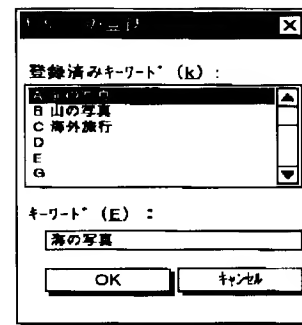 登録済みキーワード (k) :
B 山の写真
C 海外旅行
D
E
G
キーワード (E) :
海の写真
OK
キャンセル